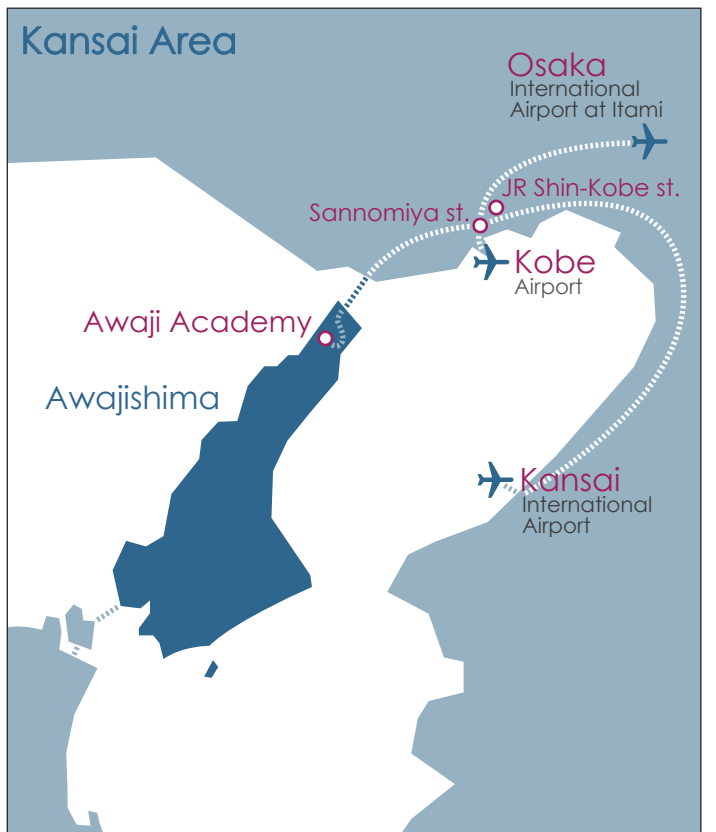 Kansai Area
Osaka
International
Airport at Itami
JR Shin-Kobe st.
Sannomiya st.
Kobe
Airport
Awaji Academy
Awajishima
Kansai
International
Airport